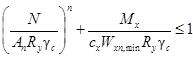 (N / A_n R_y γ_c)^n + M_x / c_x W_xn,min R_y γ_c ≤ 1